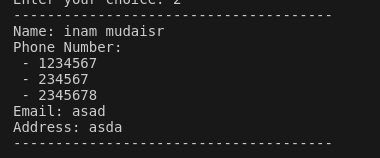 Enter your choice: 2
---------------------------------------
Name: inam mudaisr
Phone Number:
 - 1234567
 - 234567
 - 2345678
Email: asad
Address: asda
---------------------------------------